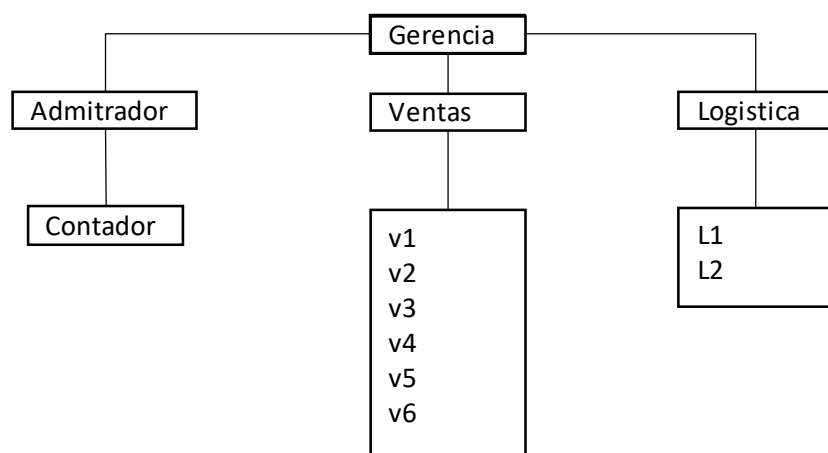 Gerencia
Admitrador
Ventas
Logistica
Contador
v1
v2
v3
v4
v5
v6
L1
L2